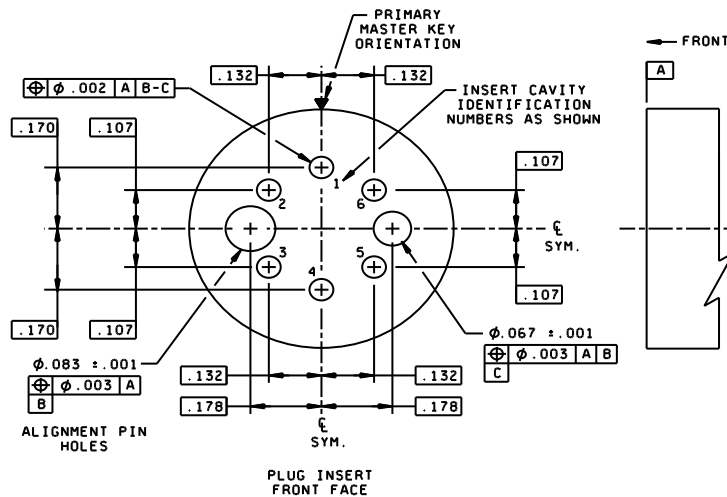 PRIMARY
MASTER KEY
ORIENTATION
FRONT
A
.132
.132
⌖ ⌀.002 A B-C
INSERT CAVITY
IDENTIFICATION
NUMBERS AS SHOWN
.170
.107
.107
1
2
6
℄
SYM.
3
4
5
.107
.170
.107
⌀.067 ±.001
⌖ ⌀.003 A B
C
⌀.083 ±.001
⌖ ⌀.003 A
B
.132
.132
.178
.178
ALIGNMENT PIN
HOLES
℄
SYM.
PLUG INSERT
FRONT FACE